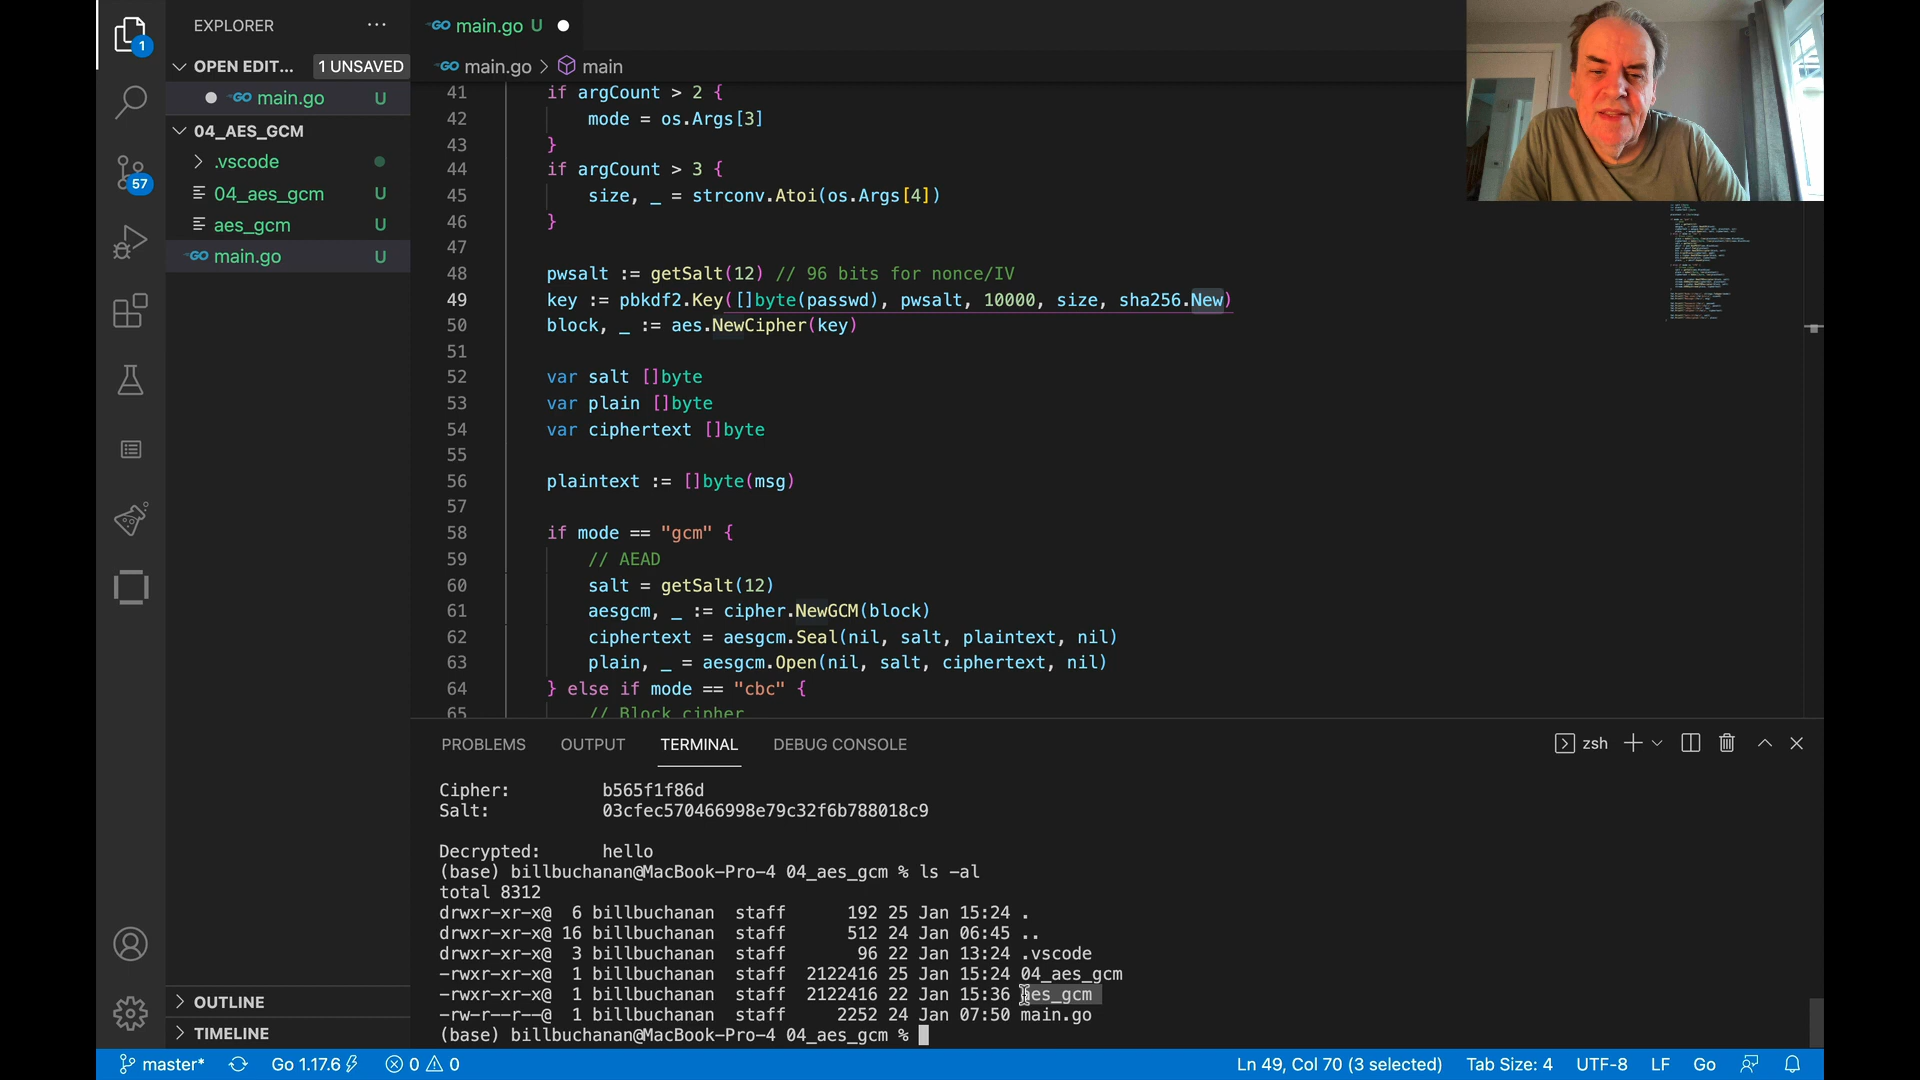 EXPLORER
...
main.go U
OPEN EDIT... 1 UNSAVED
main.go U
04_AES_GCM
.vscode
04_aes_gcm U
aes_gcm U
main.go U
OUTLINE
TIMELINE
1
57
main.go > main
41 if argCount > 2 {
42 mode = os.Args[3]
43 }
44 if argCount > 3 {
45 size, _ = strconv.Atoi(os.Args[4])
46 }
47
48 pwsalt := getSalt(12) // 96 bits for nonce/IV
49 key := pbkdf2.Key([]byte(passwd), pwsalt, 10000, size, sha256.New)
50 block, _ := aes.NewCipher(key)
51
52 var salt []byte
53 var plain []byte
54 var ciphertext []byte
55
56 plaintext := []byte(msg)
57
58 if mode == "gcm" {
59 // AEAD
60 salt = getSalt(12)
61 aesgcm, _ := cipher.NewGCM(block)
62 ciphertext = aesgcm.Seal(nil, salt, plaintext, nil)
63 plain, _ = aesgcm.Open(nil, salt, ciphertext, nil)
64 } else if mode == "cbc" {
65 // Block cipher
PROBLEMS OUTPUT TERMINAL DEBUG CONSOLE
zsh
Cipher: b565f1f86d
Salt: 03cfec570466998e79c32f6b788018c9
Decrypted: hello
(base) billbuchanan@MacBook-Pro-4 04_aes_gcm % ls -al
total 8312
drwxr-xr-x@ 6 billbuchanan staff 192 25 Jan 15:24 .
drwxr-xr-x@ 16 billbuchanan staff 512 24 Jan 06:45 ..
drwxr-xr-x@ 3 billbuchanan staff 96 22 Jan 13:24 .vscode
-rwxr-xr-x@ 1 billbuchanan staff 2122416 25 Jan 15:24 04_aes_gcm
-rwxr-xr-x@ 1 billbuchanan staff 2122416 22 Jan 15:36 aes_gcm
-rw-r--r--@ 1 billbuchanan staff 2252 24 Jan 07:50 main.go
(base) billbuchanan@MacBook-Pro-4 04_aes_gcm %
master* Go 1.17.6 0 0 Ln 49, Col 70 (3 selected) Tab Size: 4 UTF-8 LF Go